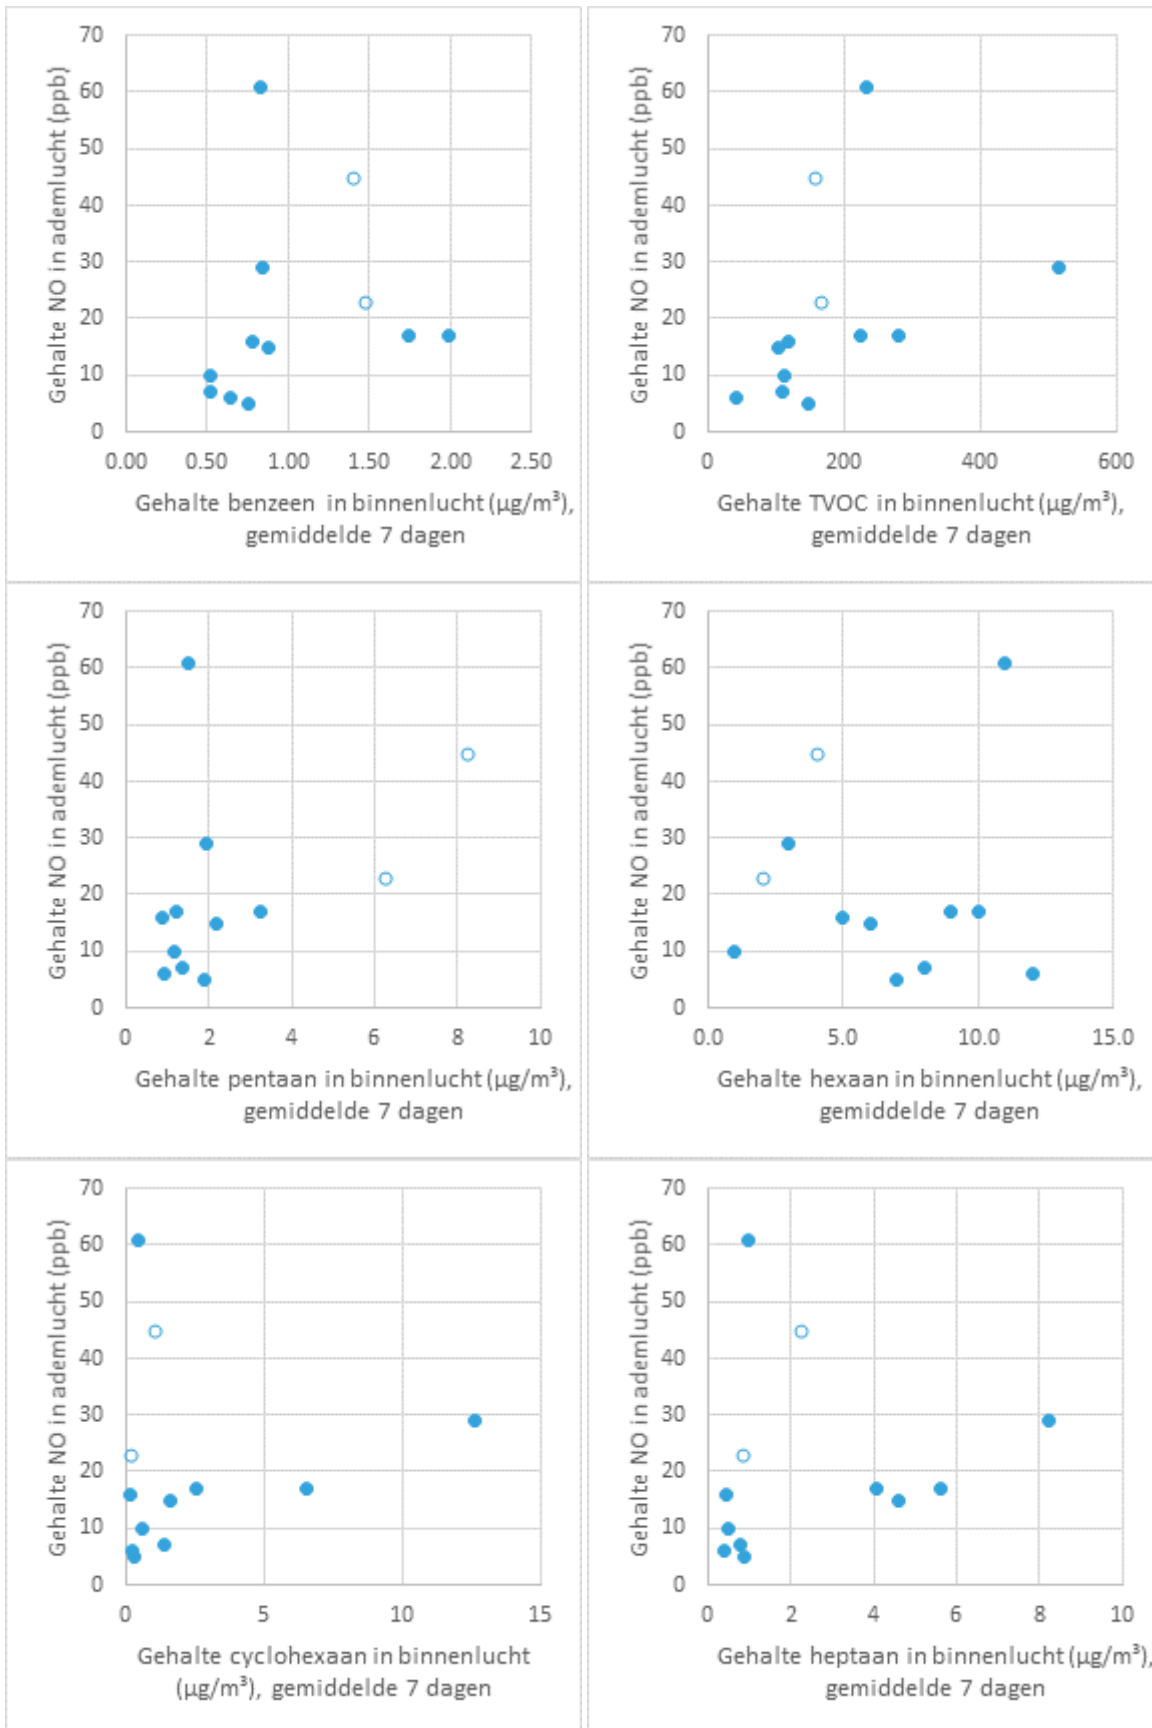 Gehalte NO in ademlucht (ppb)
70
60
50
40
30
20
10
0
0.00 0.50 1.00 1.50 2.00 2.50
Gehalte benzeen in binnenlucht (µg/m³),
gemiddelde 7 dagen
Gehalte NO in ademlucht (ppb)
70
60
50
40
30
20
10
0
0 200 400 600
Gehalte TVOC in binnenlucht (µg/m³),
gemiddelde 7 dagen
Gehalte NO in ademlucht (ppb)
70
60
50
40
30
20
10
0
0 2 4 6 8 10
Gehalte pentaan in binnenlucht (µg/m³),
gemiddelde 7 dagen
Gehalte NO in ademlucht (ppb)
70
60
50
40
30
20
10
0
0.0 5.0 10.0 15.0
Gehalte hexaan in binnenlucht (µg/m³),
gemiddelde 7 dagen
Gehalte NO in ademlucht (ppb)
70
60
50
40
30
20
10
0
0 5 10 15
Gehalte cyclohexaan in binnenlucht
(µg/m³), gemiddelde 7 dagen
Gehalte NO in ademlucht (ppb)
70
60
50
40
30
20
10
0
0 2 4 6 8 10
Gehalte heptaan in binnenlucht (µg/m³),
gemiddelde 7 dagen